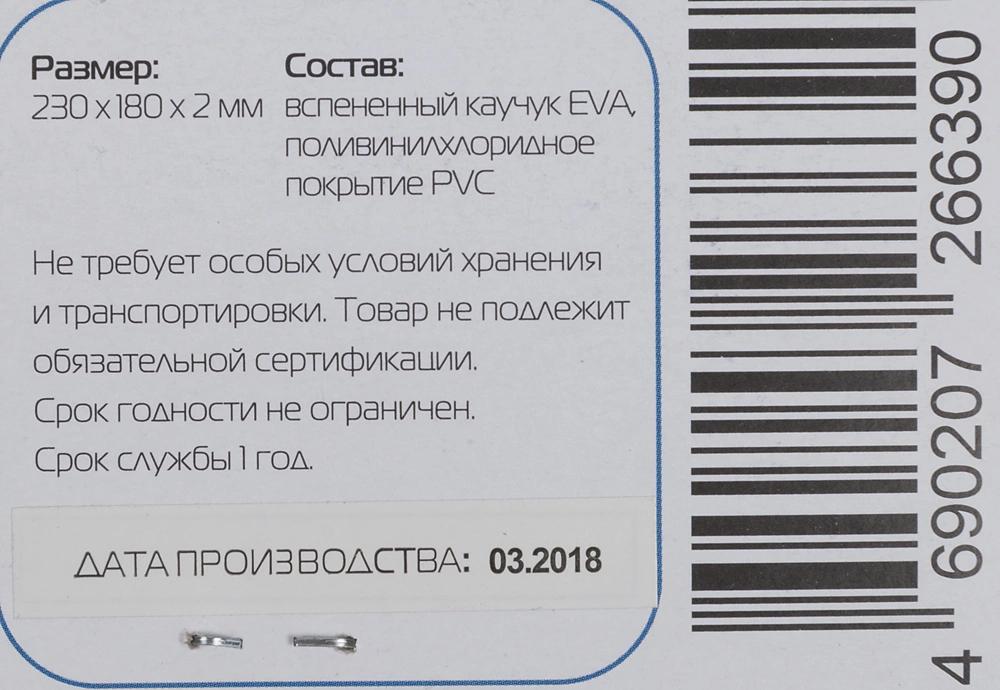 Размер:
230 x 180 x 2 мм
Состав:
вспененный каучук EVA,
поливинилхлоридное
покрытие PVC
Не требует особых условий хранения
и транспортировки. Товар не подлежит
обязательной сертификации.
Срок годности не ограничен.
Срок службы 1 год.
ДАТА ПРОИЗВОДСТВА: 03.2018
4 690207 266390